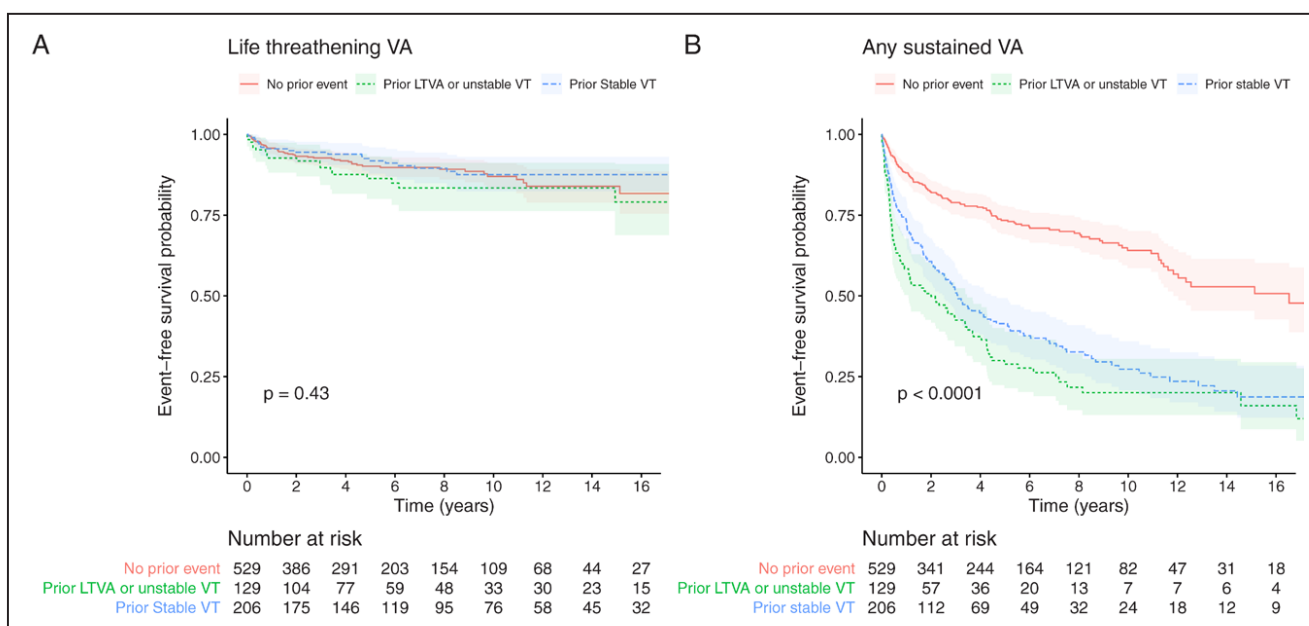 A
Life threathening VA
No prior event Prior LTVA or unstable VT Prior Stable VT
1.00
0.75
0.50
0.25
0.00
Event−free survival probability
p = 0.43
0 2 4 6 8 10 12 14 16
Time (years)
Number at risk
No prior event 529 386 291 203 154 109 68 44 27
Prior LTVA or unstable VT 129 104 77 59 48 33 30 23 15
Prior Stable VT 206 175 146 119 95 76 58 45 32
B
Any sustained VA
No prior event Prior LTVA or unstable VT Prior stable VT
1.00
0.75
0.50
0.25
0.00
Event−free survival probability
p < 0.0001
0 2 4 6 8 10 12 14 16
Time (years)
Number at risk
No prior event 529 341 244 164 121 82 47 31 18
Prior LTVA or unstable VT 129 57 36 20 13 7 7 6 4
Prior stable VT 206 112 69 49 32 24 18 12 9